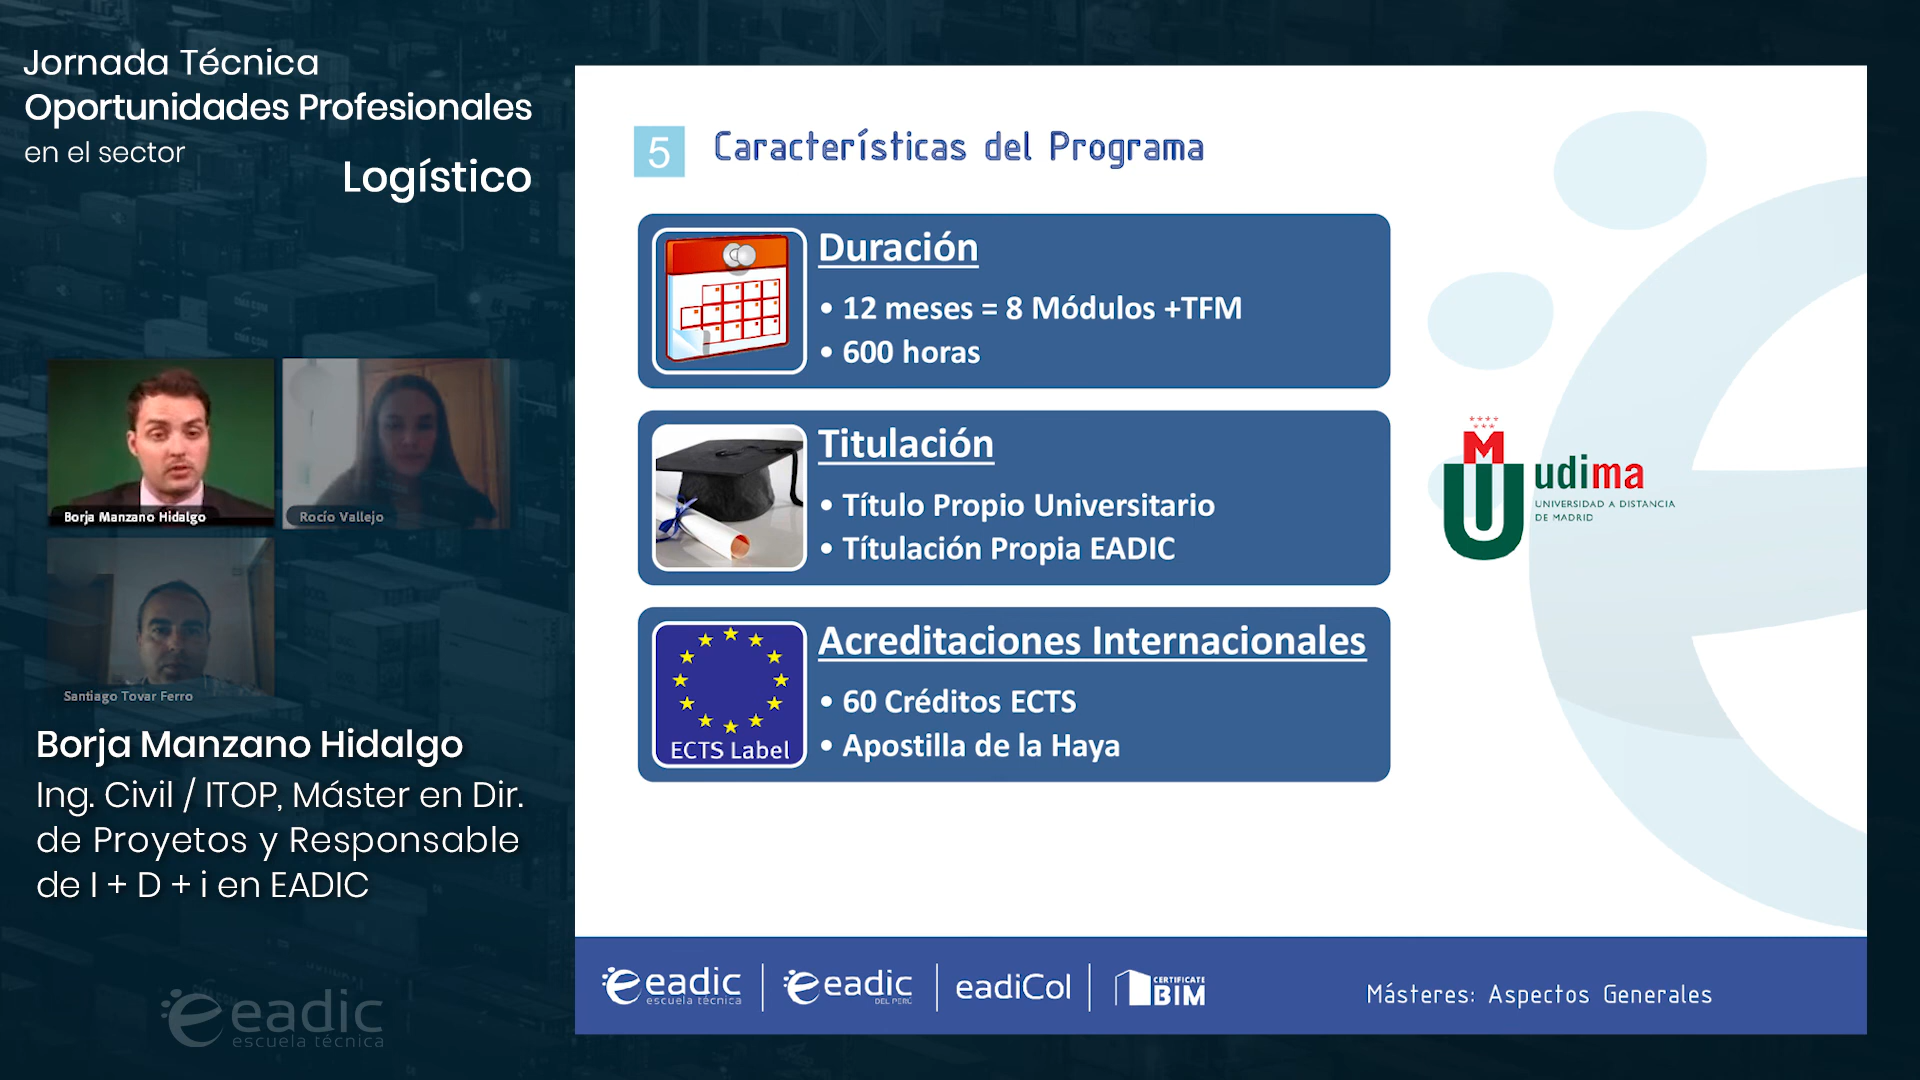 Jornada Técnica
Oportunidades Profesionales
en el sector
Logístico
Borja Manzano Hidalgo
Rocío Vallejo
Santiago Tovar Ferro
Borja Manzano Hidalgo
Ing. Civil / ITOP, Máster en Dir.
de Proyetos y Responsable
de I + D + i en EADIC
eadic
escuela técnica
5 Características del Programa
Duración
• 12 meses = 8 Módulos +TFM
• 600 horas
Titulación
• Título Propio Universitario
• Títulación Propia EADIC
udima
UNIVERSIDAD A DISTANCIA
DE MADRID
ECTS Label
Acreditaciones Internacionales
• 60 Créditos ECTS
• Apostilla de la Haya
eadic
escuela técnica
eadic
DEL PERÚ
eadiCol
CERTIFICATE
BIM
Másteres: Aspectos Generales